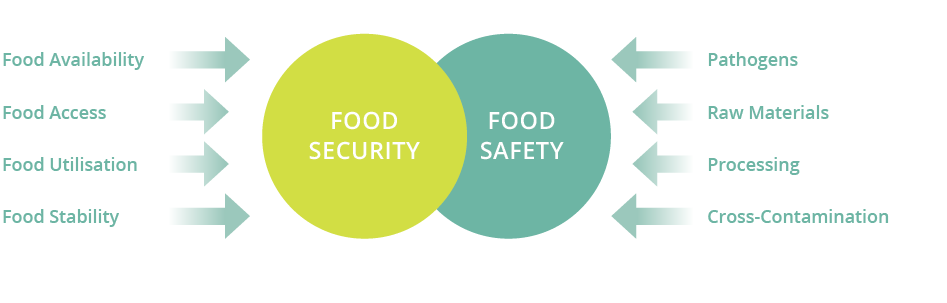 Food Availability
Food Access
Food Utilisation
Food Stability
FOOD
SECURITY
FOOD
SAFETY
Pathogens
Raw Materials
Processing
Cross-Contamination